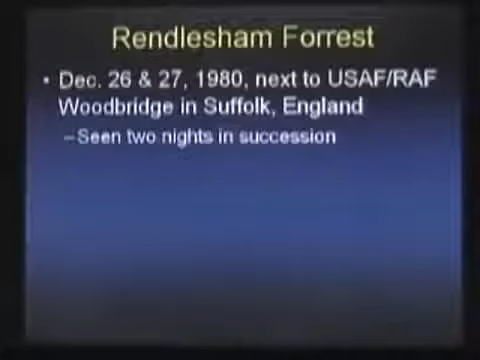 Rendlesham Forrest
• Dec. 26 & 27, 1980, next to USAF/RAF
Woodbridge in Suffolk, England
–Seen two nights in succession